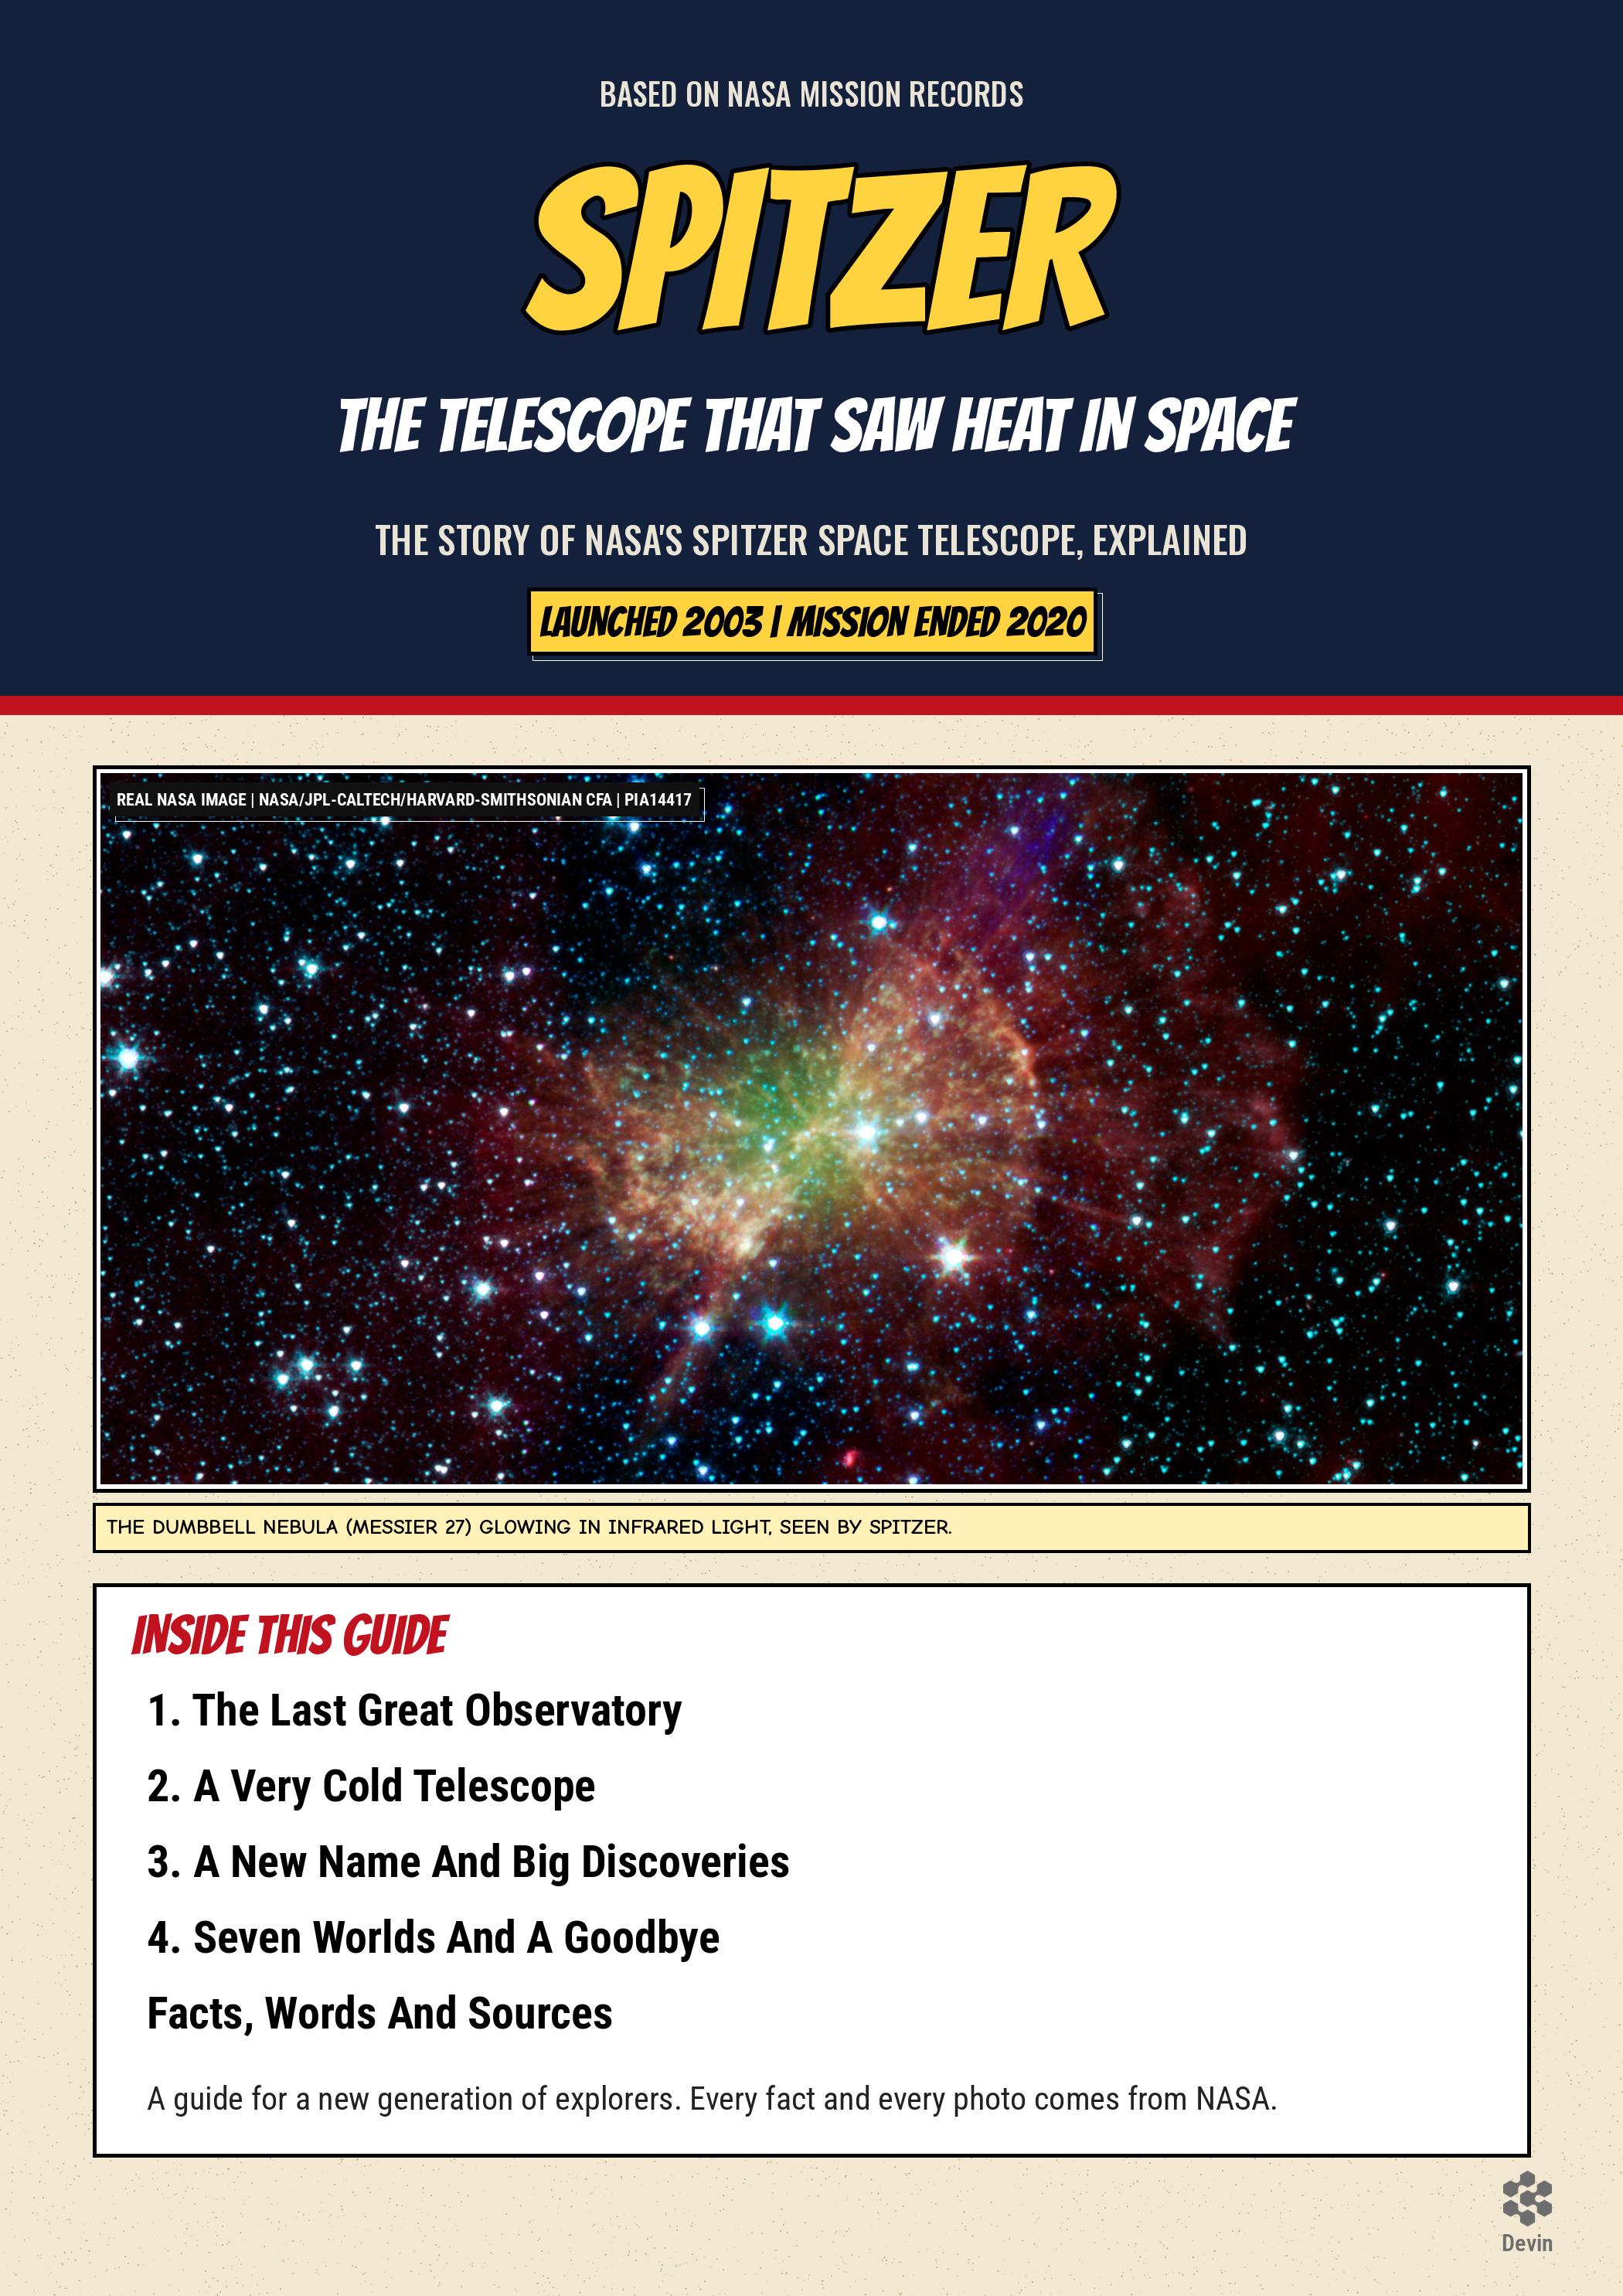 BASED ON NASA MISSION RECORDS
SPITZER
THE TELESCOPE THAT SAW HEAT IN SPACE
THE STORY OF NASA'S SPITZER SPACE TELESCOPE, EXPLAINED
LAUNCHED 2003 | MISSION ENDED 2020
REAL NASA IMAGE | NASA/JPL-CALTECH/HARVARD-SMITHSONIAN CFA | PIA14417
THE DUMBBELL NEBULA (MESSIER 27) GLOWING IN INFRARED LIGHT, SEEN BY SPITZER.
INSIDE THIS GUIDE
1. The Last Great Observatory
2. A Very Cold Telescope
3. A New Name And Big Discoveries
4. Seven Worlds And A Goodbye
Facts, Words And Sources
A guide for a new generation of explorers. Every fact and every photo comes from NASA.
Devin